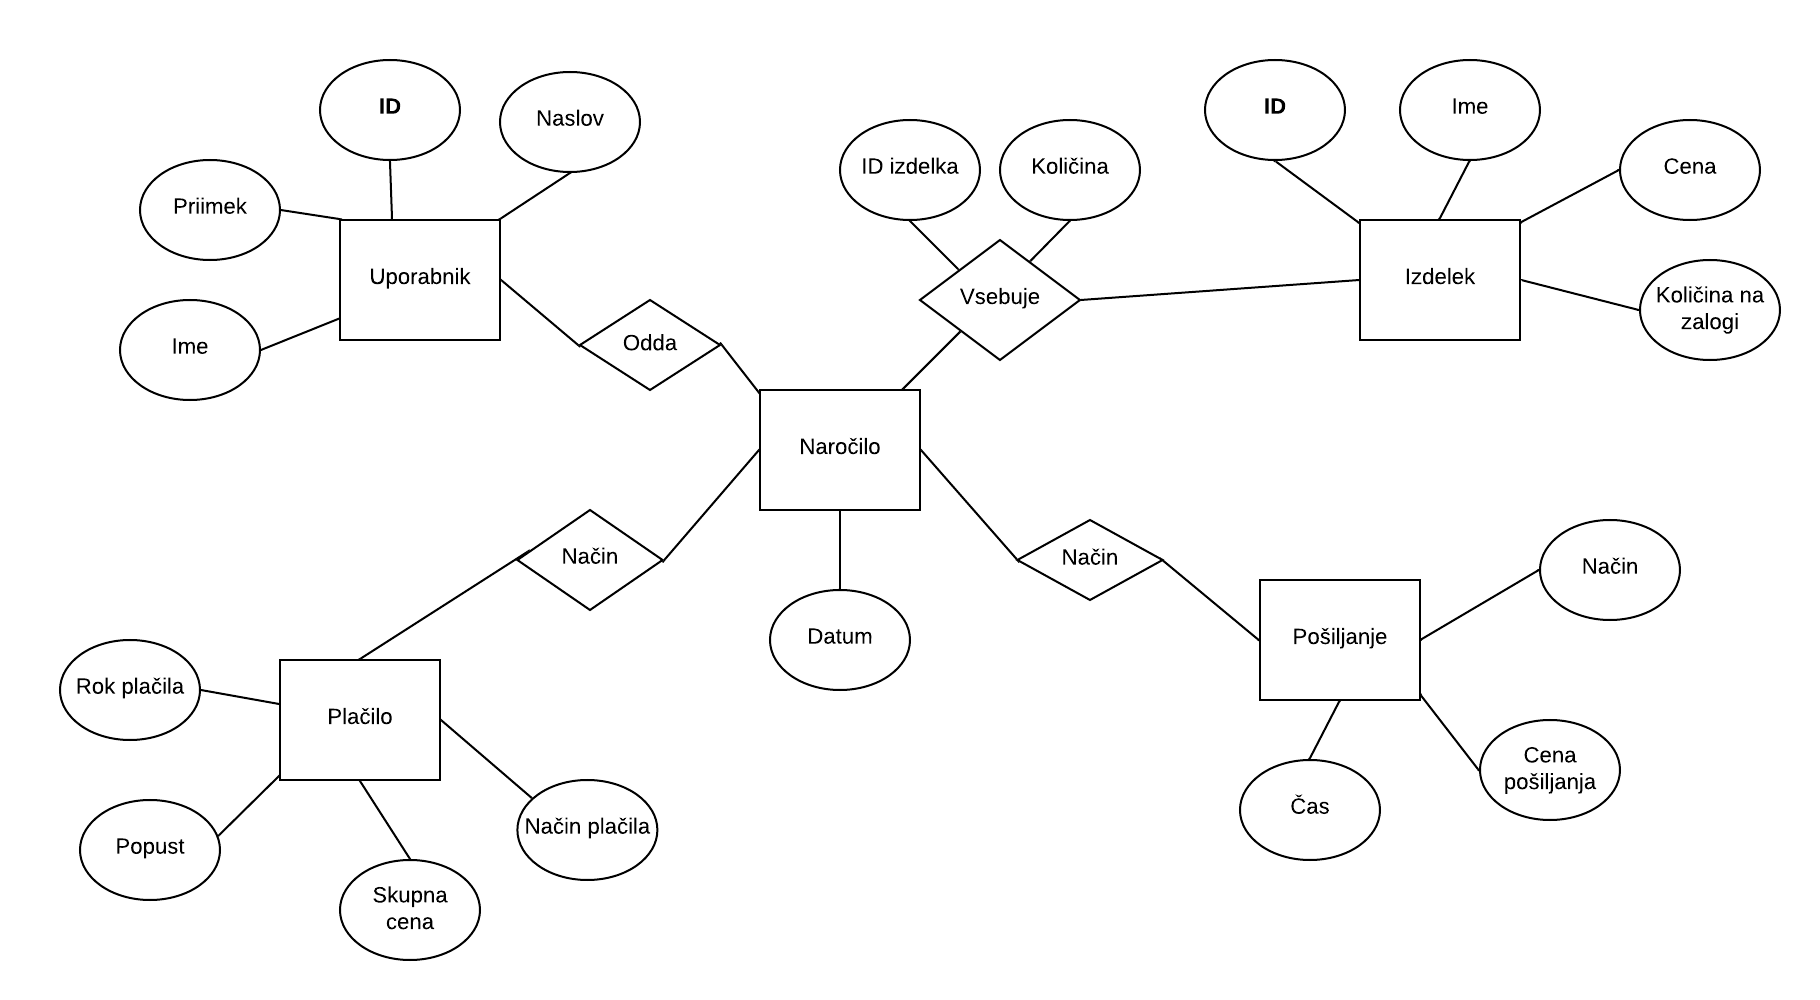 ID
Naslov
Priimek
Uporabnik
Ime
Odda
ID izdelka
Količina
Vsebuje
ID
Ime
Cena
Izdelek
Količina na
zalogi
Naročilo
Način
Način
Datum
Pošiljanje
Način
Čas
Cena
pošiljanja
Rok plačila
Plačilo
Popust
Skupna
cena
Način plačila